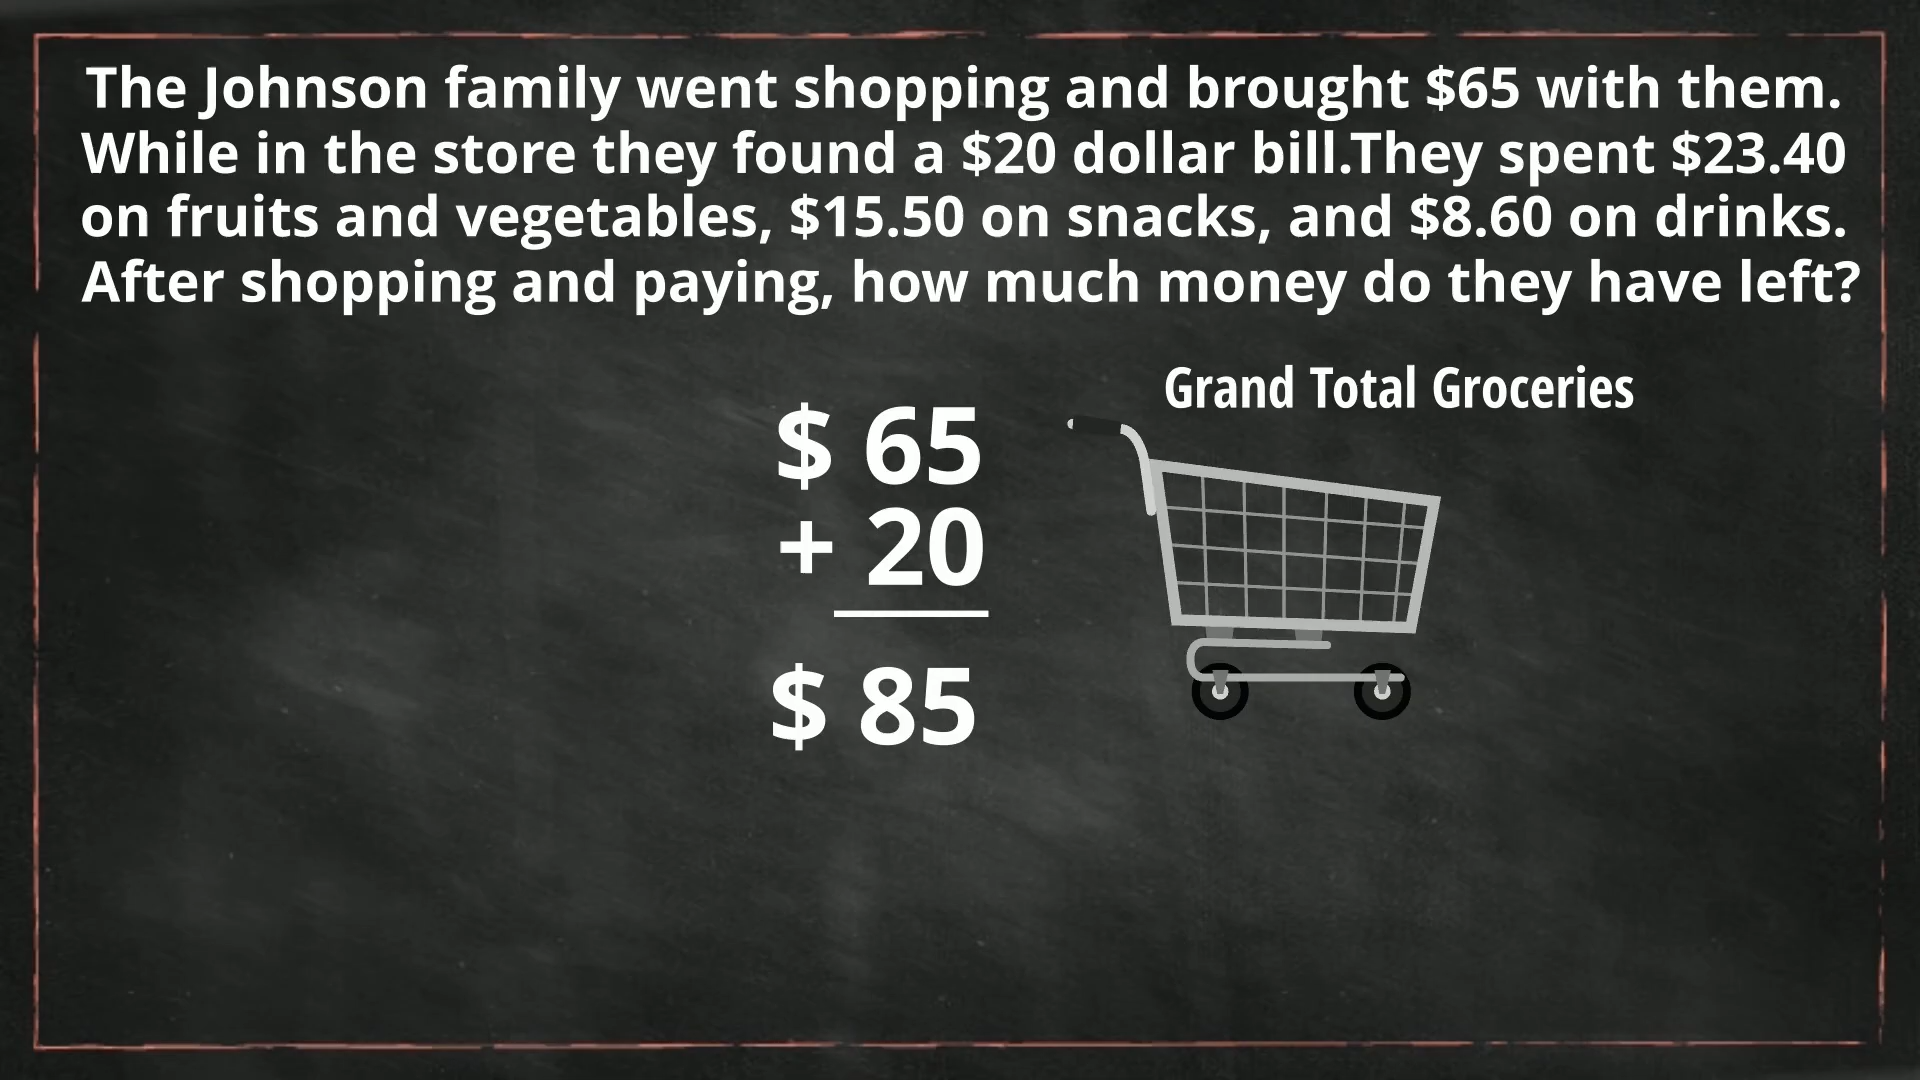 The Johnson family went shopping and brought $65 with them.
While in the store they found a $20 dollar bill.They spent $23.40
on fruits and vegetables, $15.50 on snacks, and $8.60 on drinks.
After shopping and paying, how much money do they have left?
Grand Total Groceries
$ 65
+ 20
$ 85